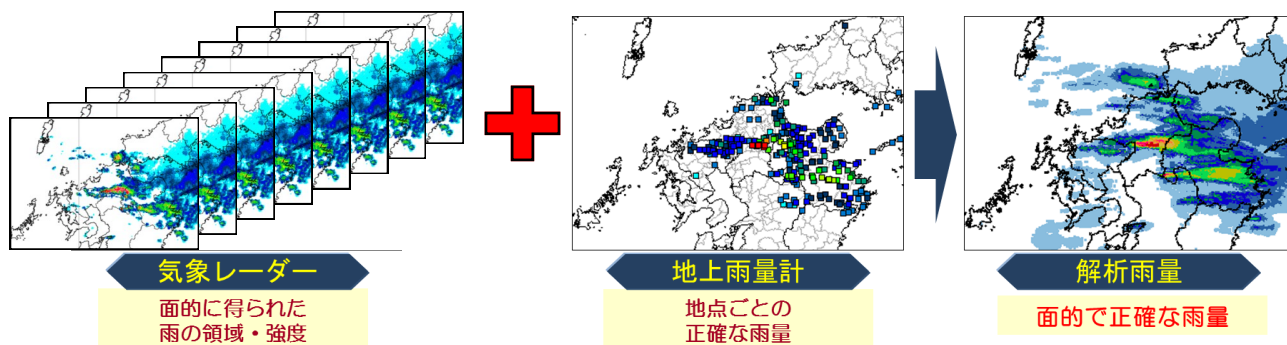 気象レーダー
面的に得られた
雨の領域・強度
地上雨量計
地点ごとの
正確な雨量
解析雨量
面的で正確な雨量